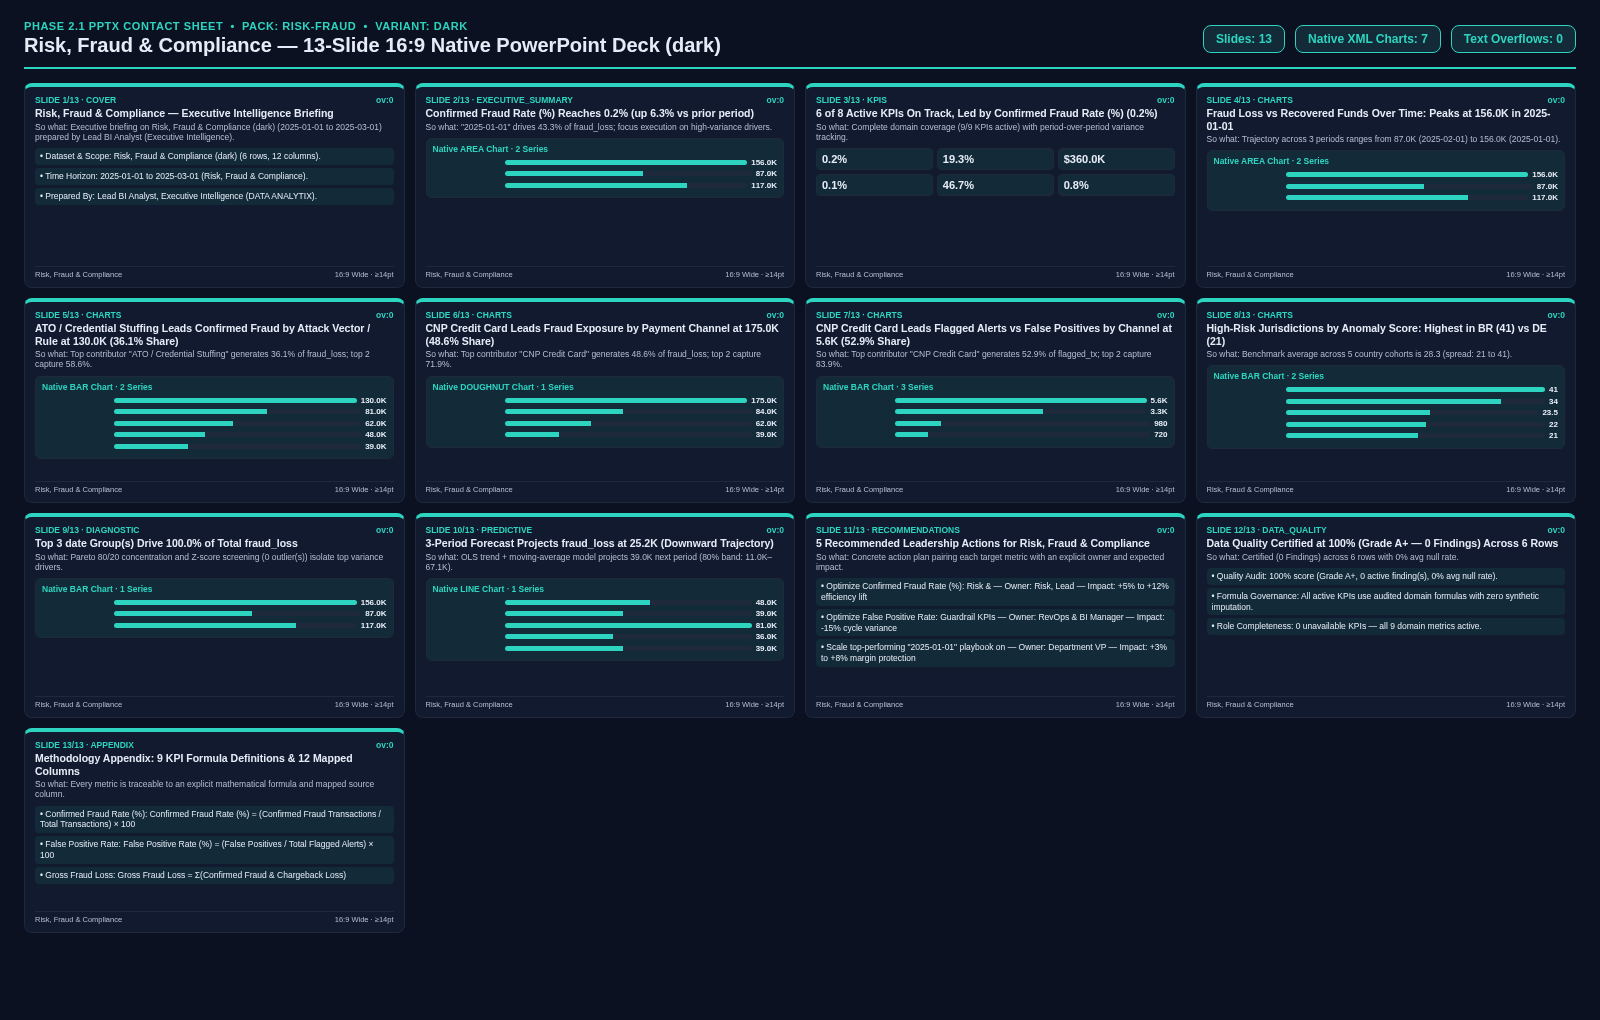 PHASE 2.1 PPTX CONTACT SHEET • PACK: RISK-FRAUD • VARIANT: DARK
Risk, Fraud & Compliance — 13-Slide 16:9 Native PowerPoint Deck (dark)
Slides: 13
Native XML Charts: 7
Text Overflows: 0
SLIDE 1/13 · COVER
ov:0
Risk, Fraud & Compliance — Executive Intelligence Briefing
So what: Executive briefing on Risk, Fraud & Compliance (dark) (2025-01-01 to 2025-03-01)
prepared by Lead BI Analyst (Executive Intelligence).
• Dataset & Scope: Risk, Fraud & Compliance (dark) (6 rows, 12 columns).
• Time Horizon: 2025-01-01 to 2025-03-01 (Risk, Fraud & Compliance).
• Prepared By: Lead BI Analyst, Executive Intelligence (DATA ANALYTIX).
Risk, Fraud & Compliance
16:9 Wide · ≥14pt
SLIDE 2/13 · EXECUTIVE_SUMMARY
ov:0
Confirmed Fraud Rate (%) Reaches 0.2% (up 6.3% vs prior period)
So what: "2025-01-01" drives 43.3% of fraud_loss; focus execution on high-variance drivers.
Native AREA Chart · 2 Series
156.0K
87.0K
117.0K
Risk, Fraud & Compliance
16:9 Wide · ≥14pt
SLIDE 3/13 · KPIS
ov:0
6 of 8 Active KPIs On Track, Led by Confirmed Fraud Rate (%) (0.2%)
So what: Complete domain coverage (9/9 KPIs active) with period-over-period variance
tracking.
0.2%
19.3%
$360.0K
0.1%
46.7%
0.8%
Risk, Fraud & Compliance
16:9 Wide · ≥14pt
SLIDE 4/13 · CHARTS
ov:0
Fraud Loss vs Recovered Funds Over Time: Peaks at 156.0K in 2025-
01-01
So what: Trajectory across 3 periods ranges from 87.0K (2025-02-01) to 156.0K (2025-01-01).
Native AREA Chart · 2 Series
156.0K
87.0K
117.0K
Risk, Fraud & Compliance
16:9 Wide · ≥14pt
SLIDE 5/13 · CHARTS
ov:0
ATO / Credential Stuffing Leads Confirmed Fraud by Attack Vector /
Rule at 130.0K (36.1% Share)
So what: Top contributor "ATO / Credential Stuffing" generates 36.1% of fraud_loss; top 2
capture 58.6%.
Native BAR Chart · 2 Series
130.0K
81.0K
62.0K
48.0K
39.0K
Risk, Fraud & Compliance
16:9 Wide · ≥14pt
SLIDE 6/13 · CHARTS
ov:0
CNP Credit Card Leads Fraud Exposure by Payment Channel at 175.0K
(48.6% Share)
So what: Top contributor "CNP Credit Card" generates 48.6% of fraud_loss; top 2 capture
71.9%.
Native DOUGHNUT Chart · 1 Series
175.0K
84.0K
62.0K
39.0K
Risk, Fraud & Compliance
16:9 Wide · ≥14pt
SLIDE 7/13 · CHARTS
ov:0
CNP Credit Card Leads Flagged Alerts vs False Positives by Channel at
5.6K (52.9% Share)
So what: Top contributor "CNP Credit Card" generates 52.9% of flagged_tx; top 2 capture
83.9%.
Native BAR Chart · 3 Series
5.6K
3.3K
980
720
Risk, Fraud & Compliance
16:9 Wide · ≥14pt
SLIDE 8/13 · CHARTS
ov:0
High-Risk Jurisdictions by Anomaly Score: Highest in BR (41) vs DE
(21)
So what: Benchmark average across 5 country cohorts is 28.3 (spread: 21 to 41).
Native BAR Chart · 2 Series
41
34
23.5
22
21
Risk, Fraud & Compliance
16:9 Wide · ≥14pt
SLIDE 9/13 · DIAGNOSTIC
ov:0
Top 3 date Group(s) Drive 100.0% of Total fraud_loss
So what: Pareto 80/20 concentration and Z-score screening (0 outlier(s)) isolate top variance
drivers.
Native BAR Chart · 1 Series
156.0K
87.0K
117.0K
Risk, Fraud & Compliance
16:9 Wide · ≥14pt
SLIDE 10/13 · PREDICTIVE
ov:0
3-Period Forecast Projects fraud_loss at 25.2K (Downward Trajectory)
So what: OLS trend + moving-average model projects 39.0K next period (80% band: 11.0K–
67.1K).
Native LINE Chart · 1 Series
48.0K
39.0K
81.0K
36.0K
39.0K
Risk, Fraud & Compliance
16:9 Wide · ≥14pt
SLIDE 11/13 · RECOMMENDATIONS
ov:0
5 Recommended Leadership Actions for Risk, Fraud & Compliance
So what: Concrete action plan pairing each target metric with an explicit owner and expected
impact.
• Optimize Confirmed Fraud Rate (%): Risk & — Owner: Risk, Lead — Impact: +5% to +12%
efficiency lift
• Optimize False Positive Rate: Guardrail KPIs — Owner: RevOps & BI Manager — Impact:
-15% cycle variance
• Scale top-performing "2025-01-01" playbook on — Owner: Department VP — Impact: +3%
to +8% margin protection
Risk, Fraud & Compliance
16:9 Wide · ≥14pt
SLIDE 12/13 · DATA_QUALITY
ov:0
Data Quality Certified at 100% (Grade A+ — 0 Findings) Across 6 Rows
So what: Certified (0 Findings) across 6 rows with 0% avg null rate.
• Quality Audit: 100% score (Grade A+, 0 active finding(s), 0% avg null rate).
• Formula Governance: All active KPIs use audited domain formulas with zero synthetic
imputation.
• Role Completeness: 0 unavailable KPIs — all 9 domain metrics active.
Risk, Fraud & Compliance
16:9 Wide · ≥14pt
SLIDE 13/13 · APPENDIX
ov:0
Methodology Appendix: 9 KPI Formula Definitions & 12 Mapped
Columns
So what: Every metric is traceable to an explicit mathematical formula and mapped source
column.
• Confirmed Fraud Rate (%): Confirmed Fraud Rate (%) = (Confirmed Fraud Transactions /
Total Transactions) × 100
• False Positive Rate: False Positive Rate (%) = (False Positives / Total Flagged Alerts) ×
100
• Gross Fraud Loss: Gross Fraud Loss = Σ(Confirmed Fraud & Chargeback Loss)
Risk, Fraud & Compliance
16:9 Wide · ≥14pt